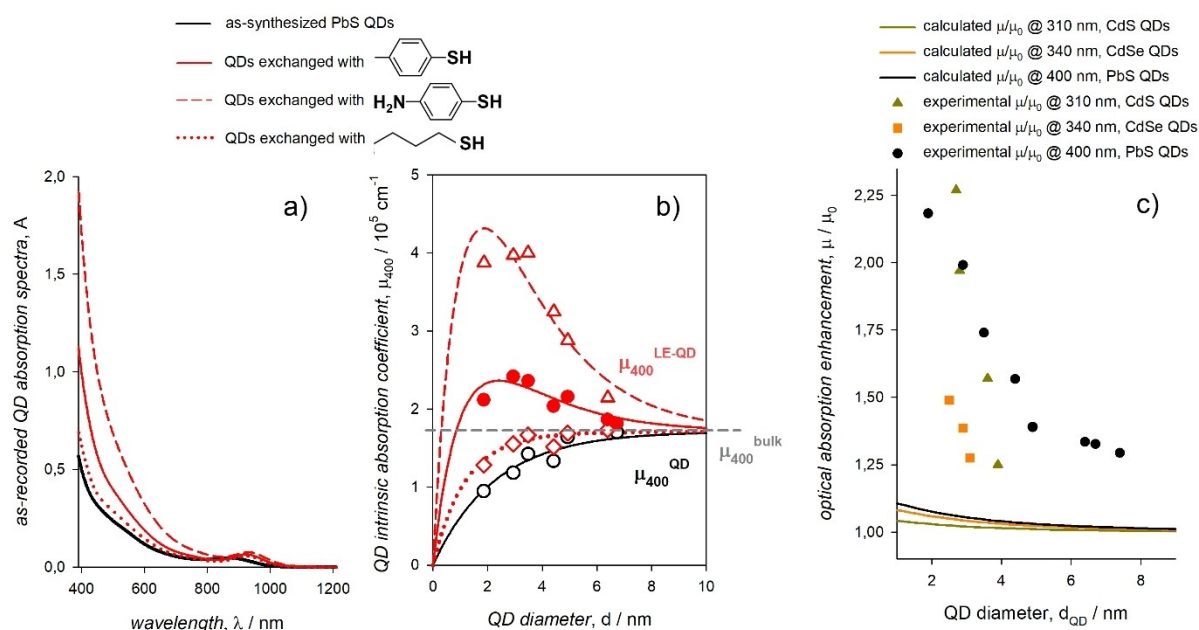 as-synthesized PbS QDs
QDs exchanged with SH
QDs exchanged with H₂N SH
QDs exchanged with SH
calculated μ/μ₀ @ 310 nm, CdS QDs
calculated μ/μ₀ @ 340 nm, CdSe QDs
calculated μ/μ₀ @ 400 nm, PbS QDs
experimental μ/μ₀ @ 310 nm, CdS QDs
experimental μ/μ₀ @ 340 nm, CdSe QDs
experimental μ/μ₀ @ 400 nm, PbS QDs
a)
as-recorded QD absorption spectra, A
2,0
1,5
1,0
0,5
0,0
400 600 800 1000 1200
wavelength, λ / nm
b)
QD intrinsic absorption coefficient, μ₄₀₀ / 10⁵ cm⁻¹
5
4
3
2
1
0
μ₄₀₀ᴸᴱ⁻QD
μ₄₀₀ᵇᵘˡᵏ
μ₄₀₀QD
0 2 4 6 8 10
QD diameter, d / nm
c)
optical absorption enhancement, μ / μ₀
2,25
2,00
1,75
1,50
1,25
1,00
2 4 6 8
QD diameter, d_QD / nm